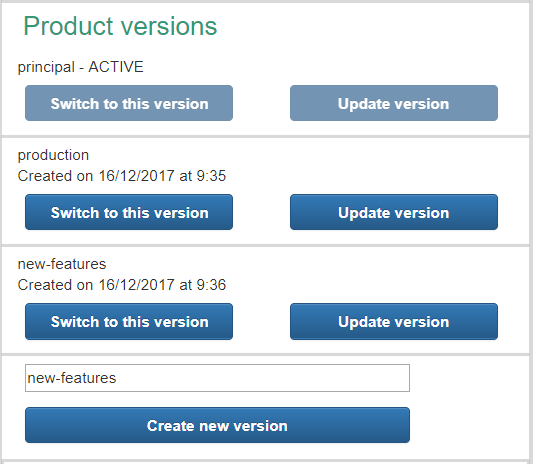 Product versions
principal - ACTIVE
Switch to this version Update version
production
Created on 16/12/2017 at 9:35
Switch to this version Update version
new-features
Created on 16/12/2017 at 9:36
Switch to this version Update version
new-features
Create new version